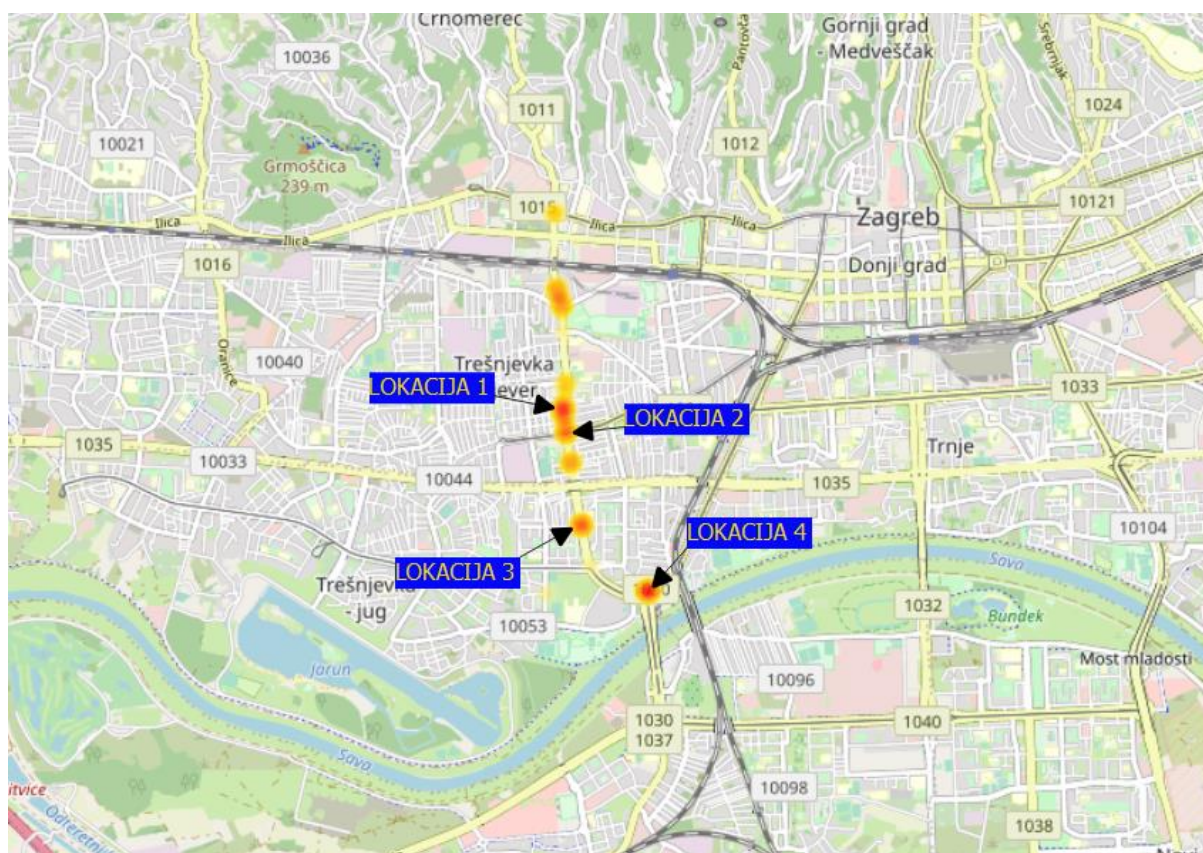 Črnomerec
Gornji grad
- Medveščak
Pantovčak
Srebrnjak
10036
1011
1024
10021
1012
Grmoščica
239 m
1015
10121
Ilica
Ilica
Ilica
Ilica
Zagreb
1016
Donji grad
Oranice
10040
Trešnjevka
LOKACIJA 1
ever
1033
LOKACIJA 2
1035
10033
Trnje
10044
1035
10104
LOKACIJA 4
LOKACIJA 3
Sava
Trešnjevka
- jug
0
1032
Bundek
10053
Jarun
Most mladosti
10096
1030
1037
1040
Sava
itvice
10098
1038